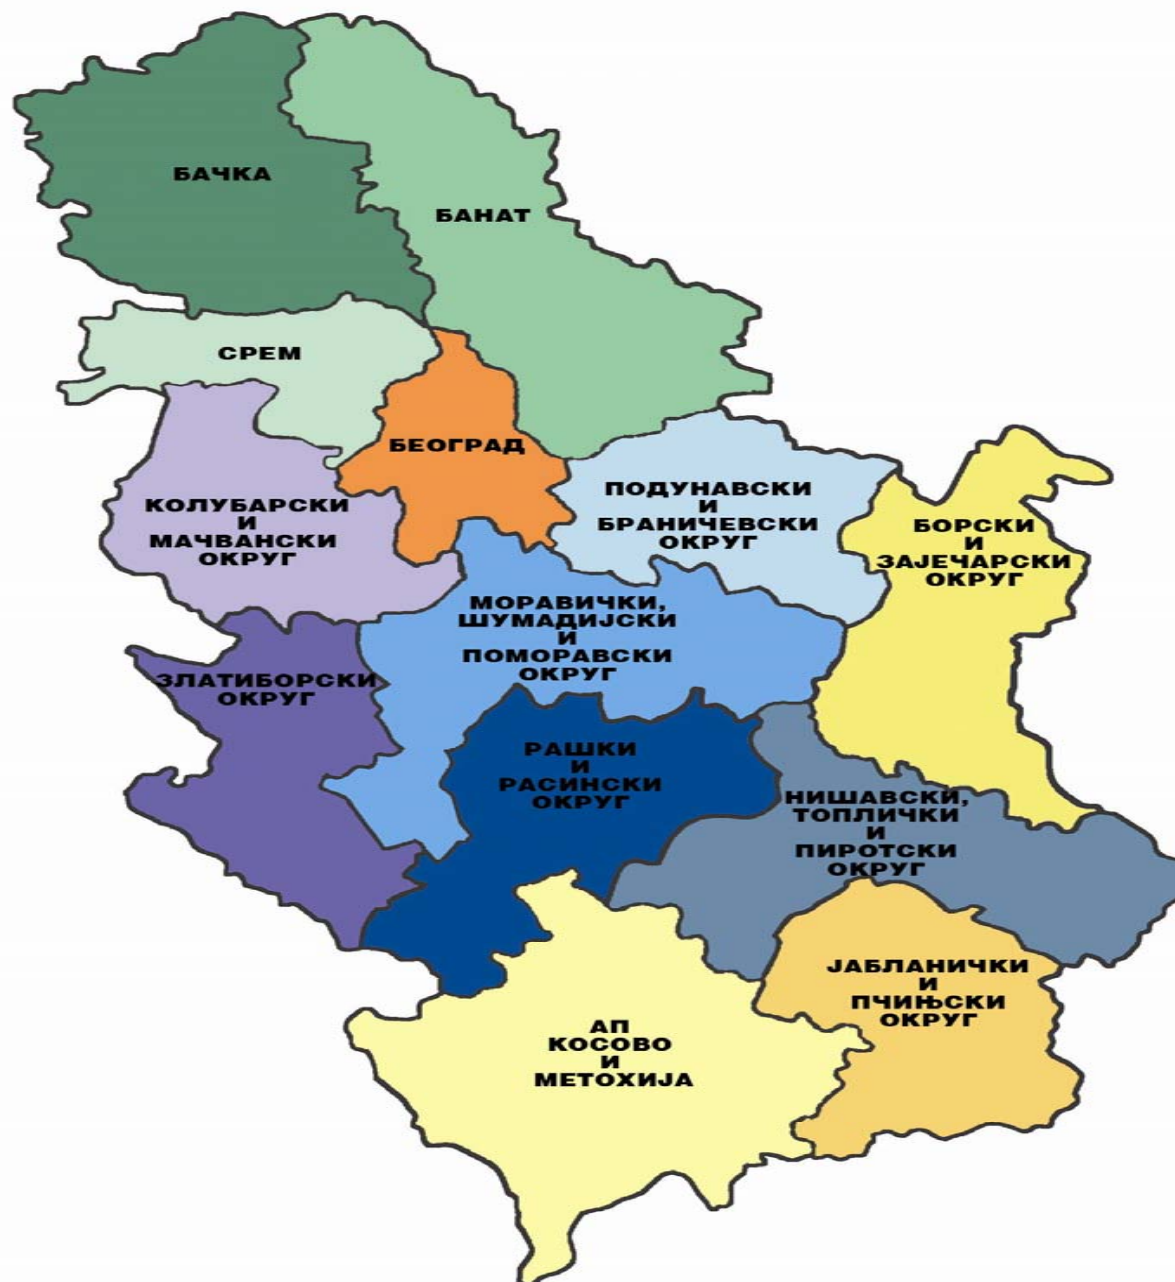 БАЧКА
БАНАТ
СРЕМ
БЕОГРАД
КОЛУБАРСКИ
И
МАЧВАНСКИ
ОКРУГ
ПОДУНАВСКИ
И
БРАНИЧЕВСКИ
ОКРУГ
БОРСКИ
И
ЗАЈЕЧАРСКИ
ОКРУГ
МОРАВИЧКИ,
ШУМАДИЈСКИ
И
ПОМОРАВСКИ
ОКРУГ
ЗЛАТИБОРСКИ
ОКРУГ
РАШКИ
И
РАСИНСКИ
ОКРУГ
НИШАВСКИ,
ТОПЛИЧКИ
И
ПИРОТСКИ
ОКРУГ
ЈАБЛАНИЧКИ
И
ПЧИЊСКИ
ОКРУГ
АП
КОСОВО
И
МЕТОХИЈА